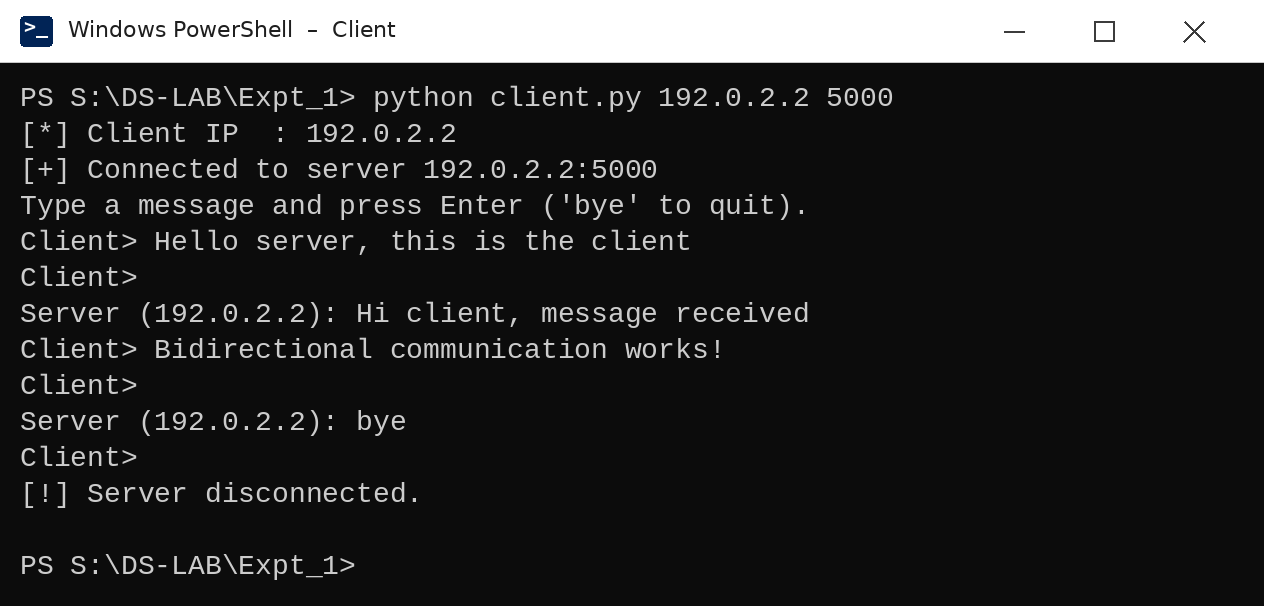 Windows PowerShell – Client
PS S:\DS-LAB\Expt_1> python client.py 192.0.2.2 5000
[*] Client IP  : 192.0.2.2
[+] Connected to server 192.0.2.2:5000
Type a message and press Enter ('bye' to quit).
Client> Hello server, this is the client
Client>
Server (192.0.2.2): Hi client, message received
Client> Bidirectional communication works!
Client>
Server (192.0.2.2): bye
Client>
[!] Server disconnected.
PS S:\DS-LAB\Expt_1>